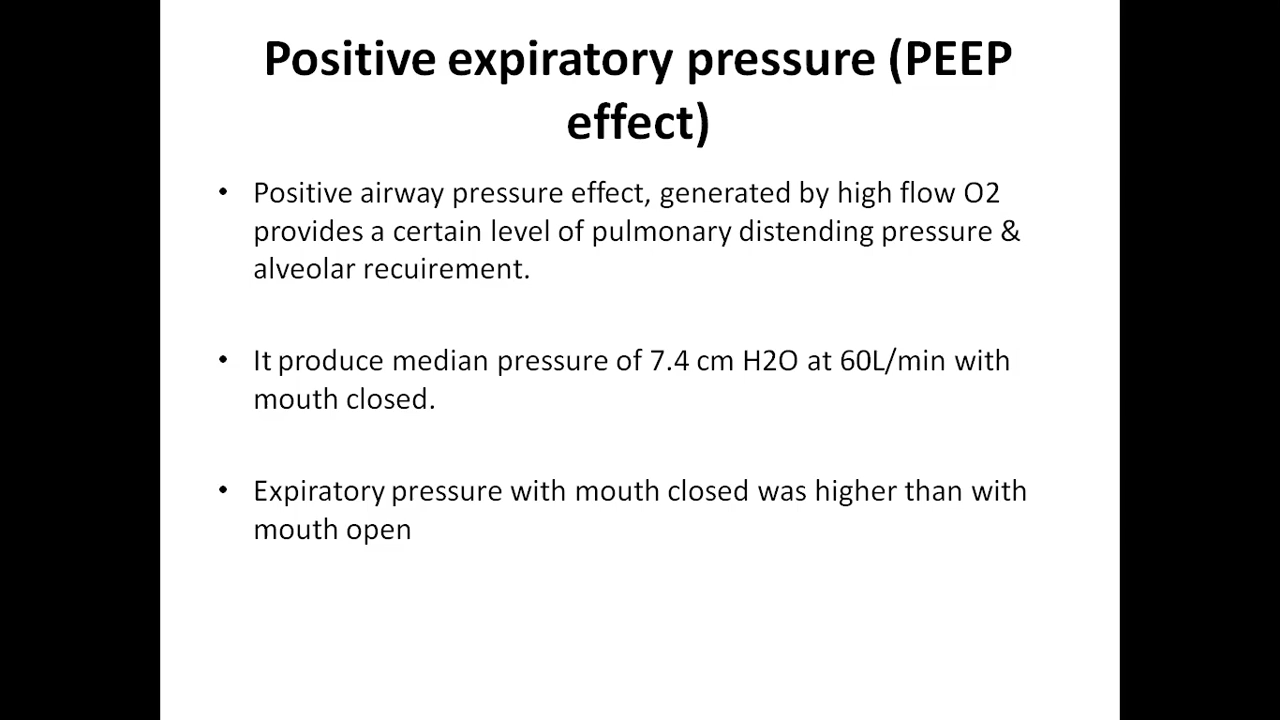 Positive expiratory pressure (PEEP
effect)
• Positive airway pressure effect, generated by high flow O2
provides a certain level of pulmonary distending pressure &
alveolar recuirement.
• It produce median pressure of 7.4 cm H2O at 60L/min with
mouth closed.
• Expiratory pressure with mouth closed was higher than with
mouth open